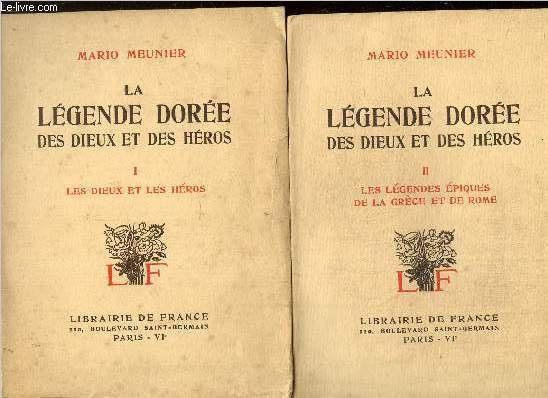 Le-livre.com
MARIO MEUNIER
LA
LÉGENDE DORÉE
DES DIEUX ET DES HÉROS
I
LES DIEUX ET LES HÉROS
L F
LIBRAIRIE DE FRANCE
110, BOULEVARD SAINT-GERMAIN
PARIS - VIe
MARIO MEUNIER
LA
LÉGENDE DORÉE
DES DIEUX ET DES HÉROS
II
LES LÉGENDES ÉPIQUES
DE LA GRÈCE ET DE ROME
L F
LIBRAIRIE DE FRANCE
110, BOULEVARD SAINT-GERMAIN
PARIS - VIe